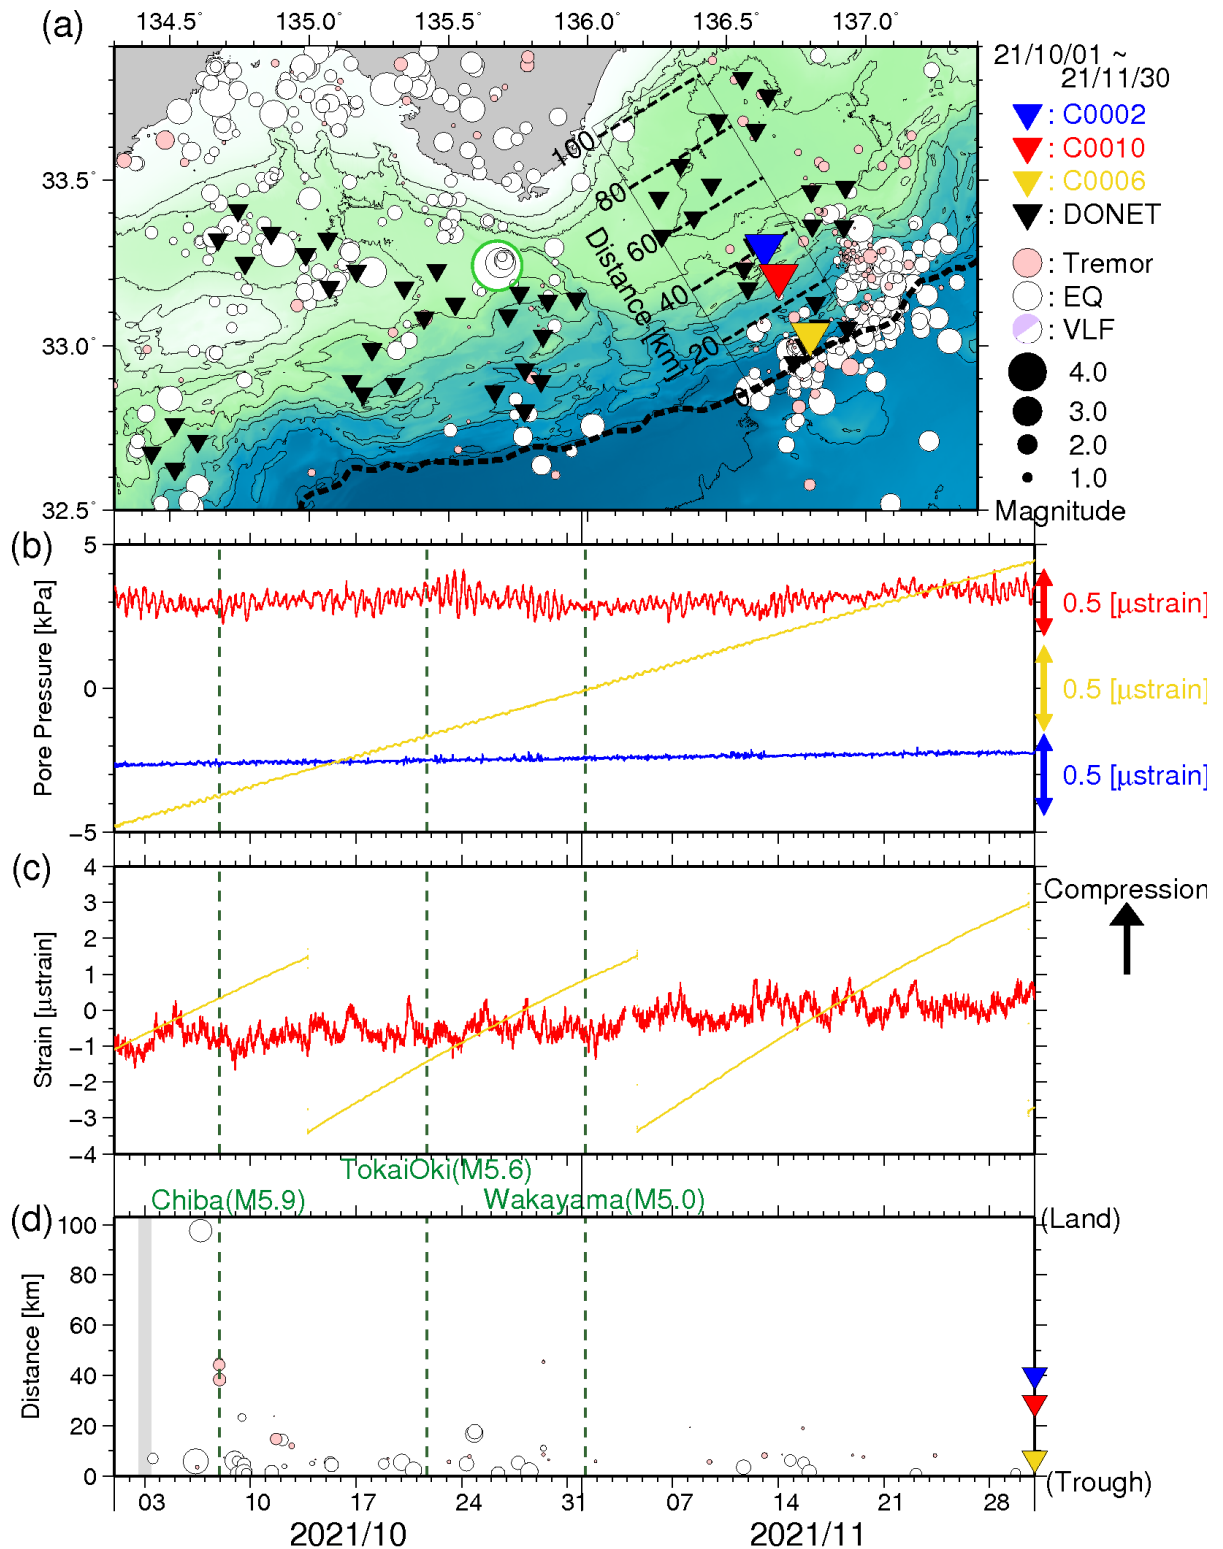 (a)
134.5° 135.0° 135.5° 136.0° 136.5° 137.0°
33.5°
33.0°
32.5°
100
80
60
40
20
0
Distance [km]
21/10/01 ~
21/11/30
: C0002
: C0010
: C0006
: DONET
: Tremor
: EQ
: VLF
4.0
3.0
2.0
1.0
Magnitude
(b)
Pore Pressure [kPa]
5
0
−5
0.5 [μstrain]
0.5 [μstrain]
0.5 [μstrain]
(c)
Strain [μstrain]
4
3
2
1
0
−1
−2
−3
−4
Compression
TokaiOki(M5.6)
Chiba(M5.9)
Wakayama(M5.0)
(d)
Distance [km]
100
80
60
40
20
0
(Land)
(Trough)
03 10 17 24 31 07 14 21 28
2021/10 2021/11